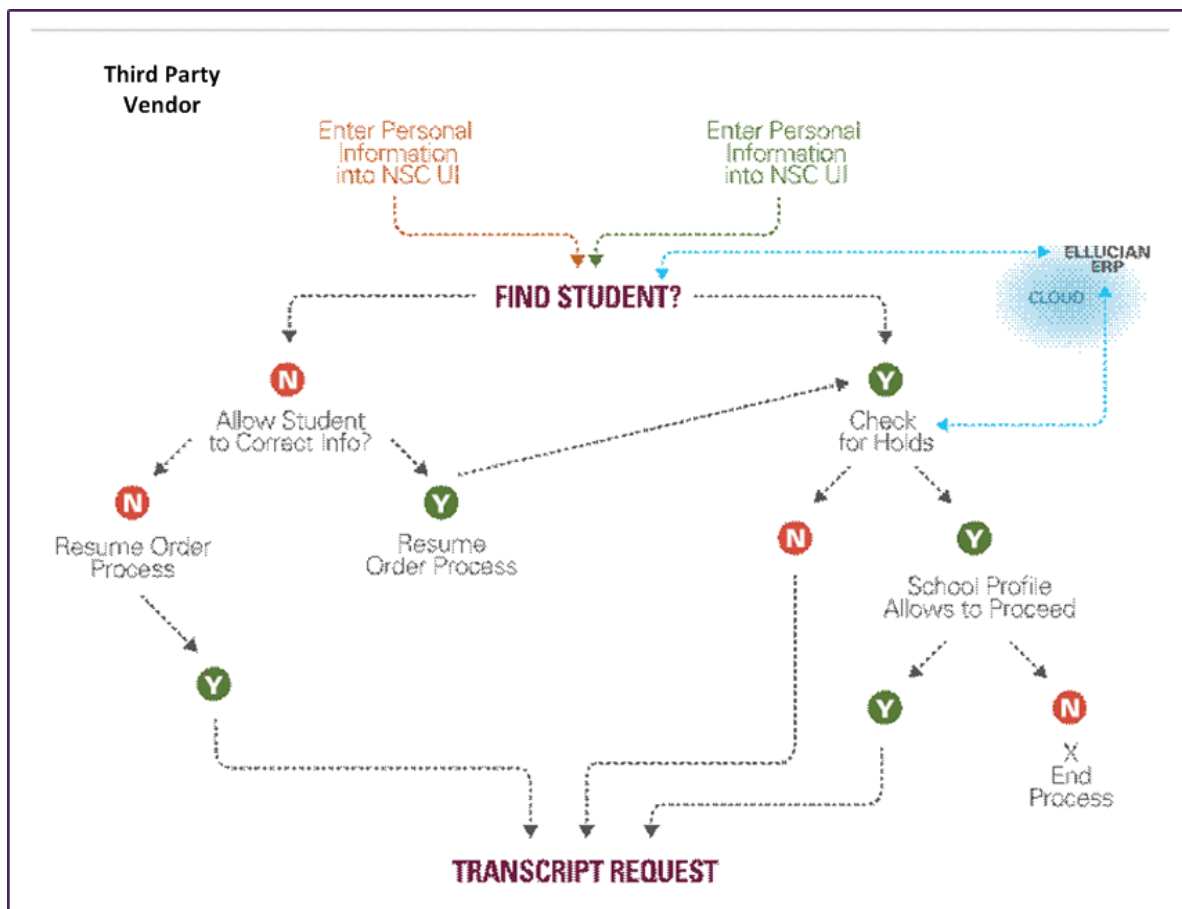 Third Party
Vendor
Enter Personal
Information
into NSC UI
Enter Personal
Information
into NSC UI
ELLUCIAN
ERP
CLOUD
FIND STUDENT?
N
Y
Allow Student
to Correct Info?
Check
for Holds
N
Y
Resume Order
Process
Resume
Order Process
N
Y
School Profile
Allows to Proceed
Y
Y
N
X
End
Process
TRANSCRIPT REQUEST